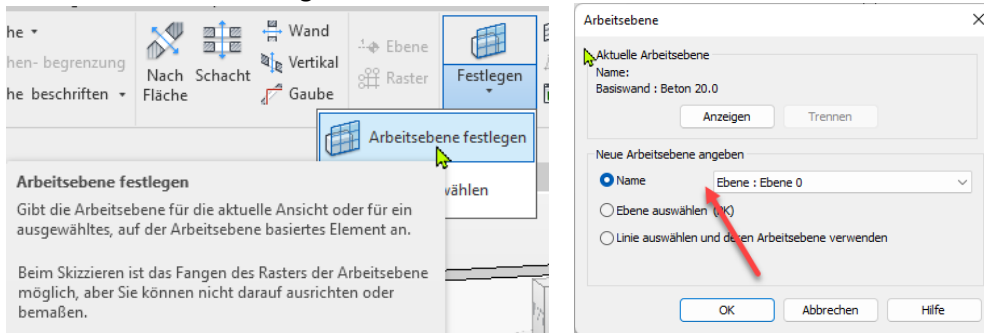 he
Wand
Ebene
hen- begrenzung
Nach Fläche
Schacht
Vertikal
Raster
Festlegen
he beschriften
Gaube
Arbeitsebene festlegen
wählen
Arbeitsebene festlegen
Gibt die Arbeitsebene für die aktuelle Ansicht oder für ein
ausgewähltes, auf der Arbeitsebene basiertes Element an.
Beim Skizzieren ist das Fangen des Rasters der Arbeitsebene
möglich, aber Sie können nicht darauf ausrichten oder
bemaßen.
Arbeitsebene
Aktuelle Arbeitsebene
Name:
Basiswand : Beton 20.0
Anzeigen
Trennen
Neue Arbeitsebene angeben
Name
Ebene : Ebene 0
Ebene auswählen
Linie auswählen und deren Arbeitsebene verwenden
OK
Abbrechen
Hilfe